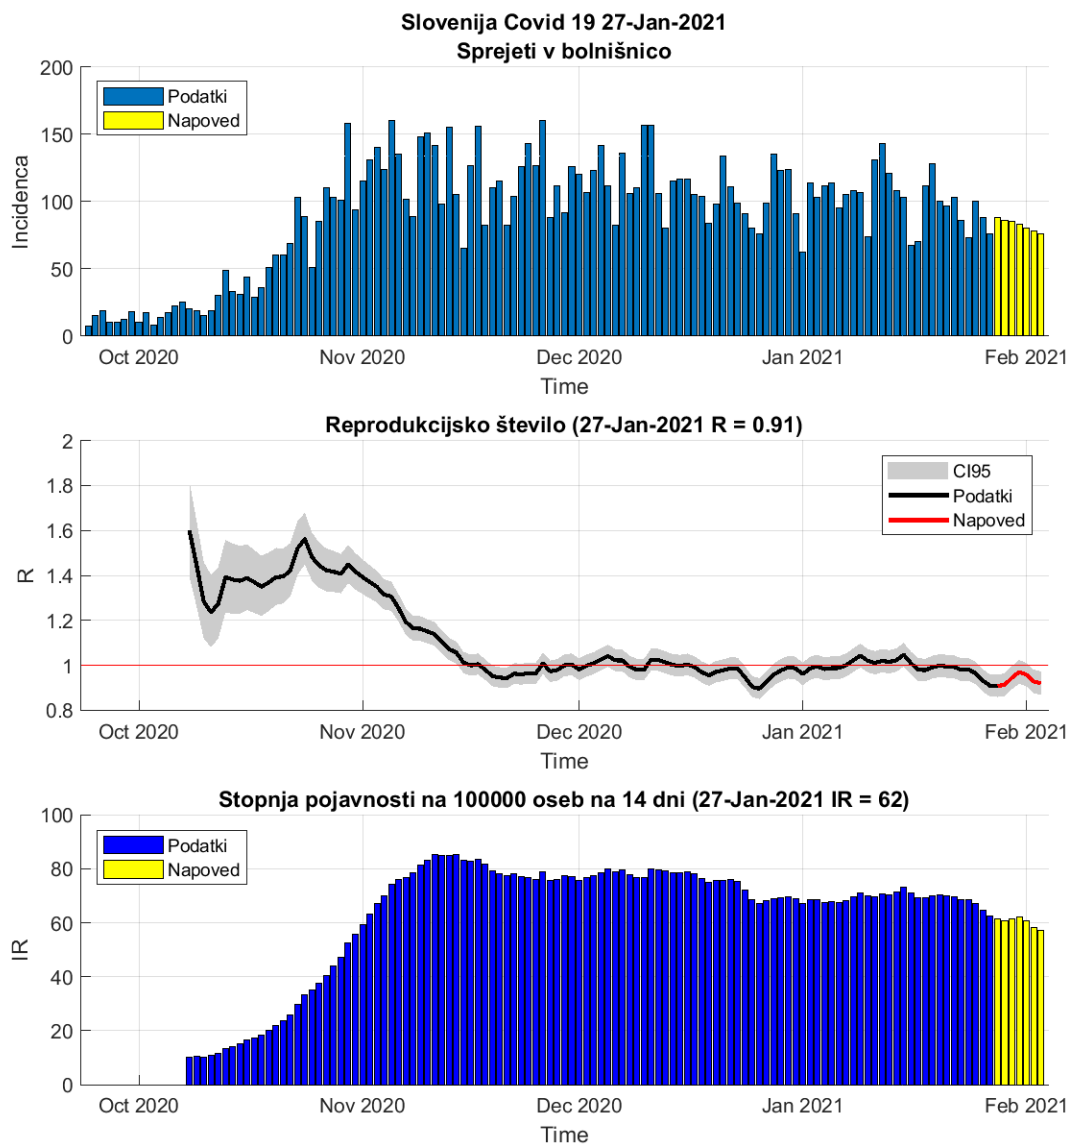 Slovenija Covid 19 27-Jan-2021
Sprejeti v bolnišnico
200
150
100
50
0
Incidenca
Podatki
Napoved
Oct 2020
Nov 2020
Dec 2020
Jan 2021
Feb 2021
Time
Reprodukcijsko število (27-Jan-2021 R = 0.91)
2
1.8
1.6
1.4
1.2
1
0.8
R
CI95
Podatki
Napoved
Oct 2020
Nov 2020
Dec 2020
Jan 2021
Feb 2021
Time
Stopnja pojavnosti na 100000 oseb na 14 dni (27-Jan-2021 IR = 62)
100
80
60
40
20
0
IR
Podatki
Napoved
Oct 2020
Nov 2020
Dec 2020
Jan 2021
Feb 2021
Time